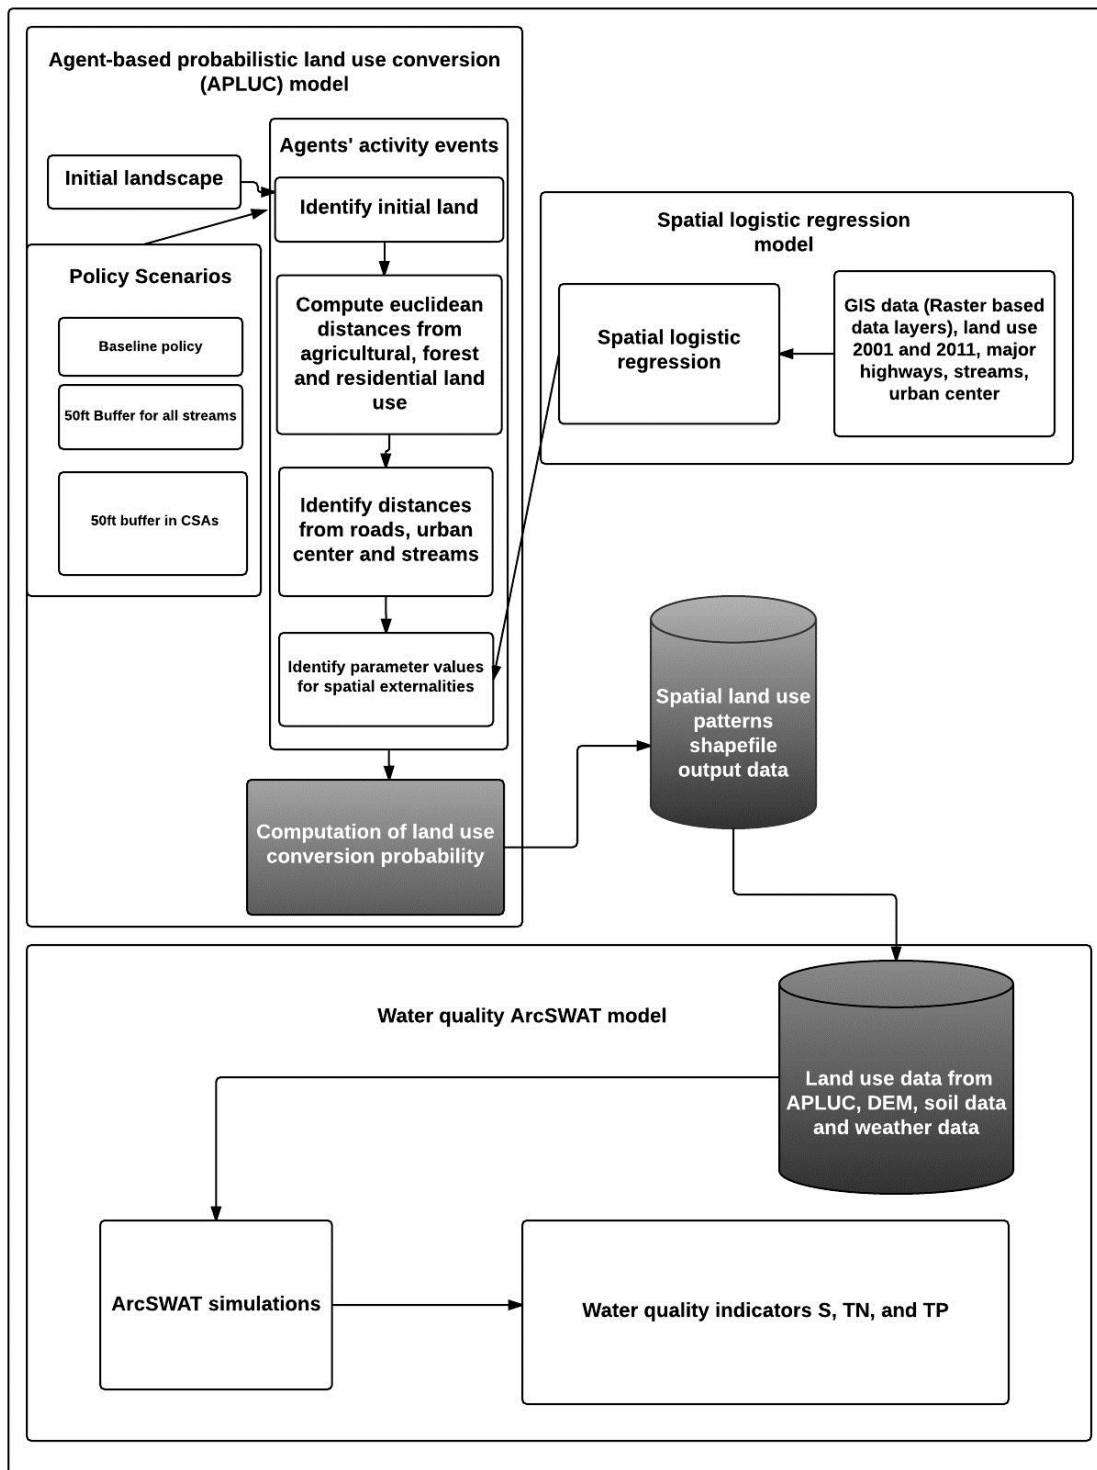 Agent-based probabilistic land use conversion
(APLUC) model
Agents' activity events
Initial landscape
Identify initial land
Policy Scenarios
Baseline policy
50ft Buffer for all streams
50ft buffer in CSAs
Compute euclidean
distances from
agricultural, forest
and residential land
use
Identify distances
from roads, urban
center and streams
Identify parameter values
for spatial externalities
Computation of land use
conversion probability
Spatial logistic regression
model
Spatial logistic
regression
GIS data (Raster based
data layers), land use
2001 and 2011, major
highways, streams,
urban center
Spatial land use
patterns
shapefile
output data
Water quality ArcSWAT model
Land use data from
APLUC, DEM, soil data
and weather data
ArcSWAT simulations
Water quality indicators S, TN, and TP